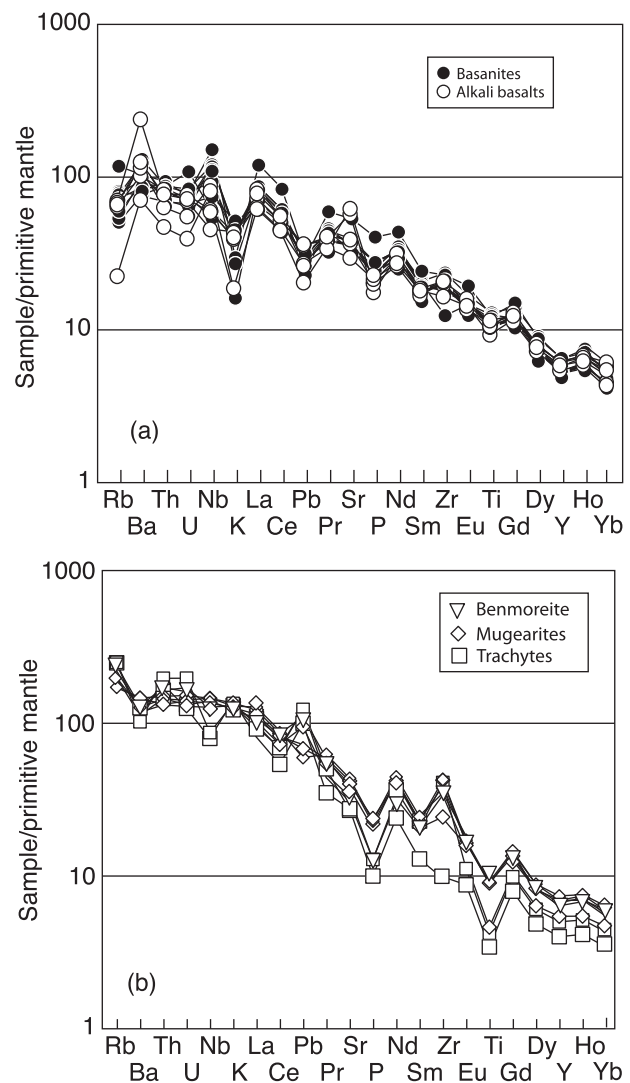 1000
Basanites
Alkali basalts
100
Sample/primitive mantle
10
(a)
1
Rb Th Nb La Pb Sr Nd Zr Ti Dy Ho
Ba U K Ce Pr P Sm Eu Gd Y Yb
1000
Benmoreite
Mugearites
Trachytes
100
Sample/primitive mantle
10
(b)
1
Rb Th Nb La Pb Sr Nd Zr Ti Dy Ho
Ba U K Ce Pr P Sm Eu Gd Y Yb